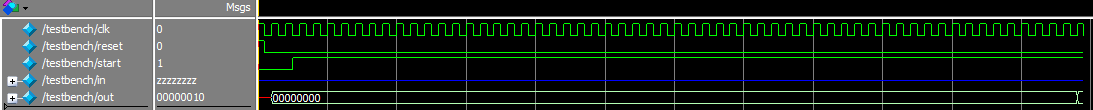 Msgs
/testbench/clk 0
/testbench/reset 0
/testbench/start 1
/testbench/in zzzzzzzz
/testbench/out 00000010 00000000